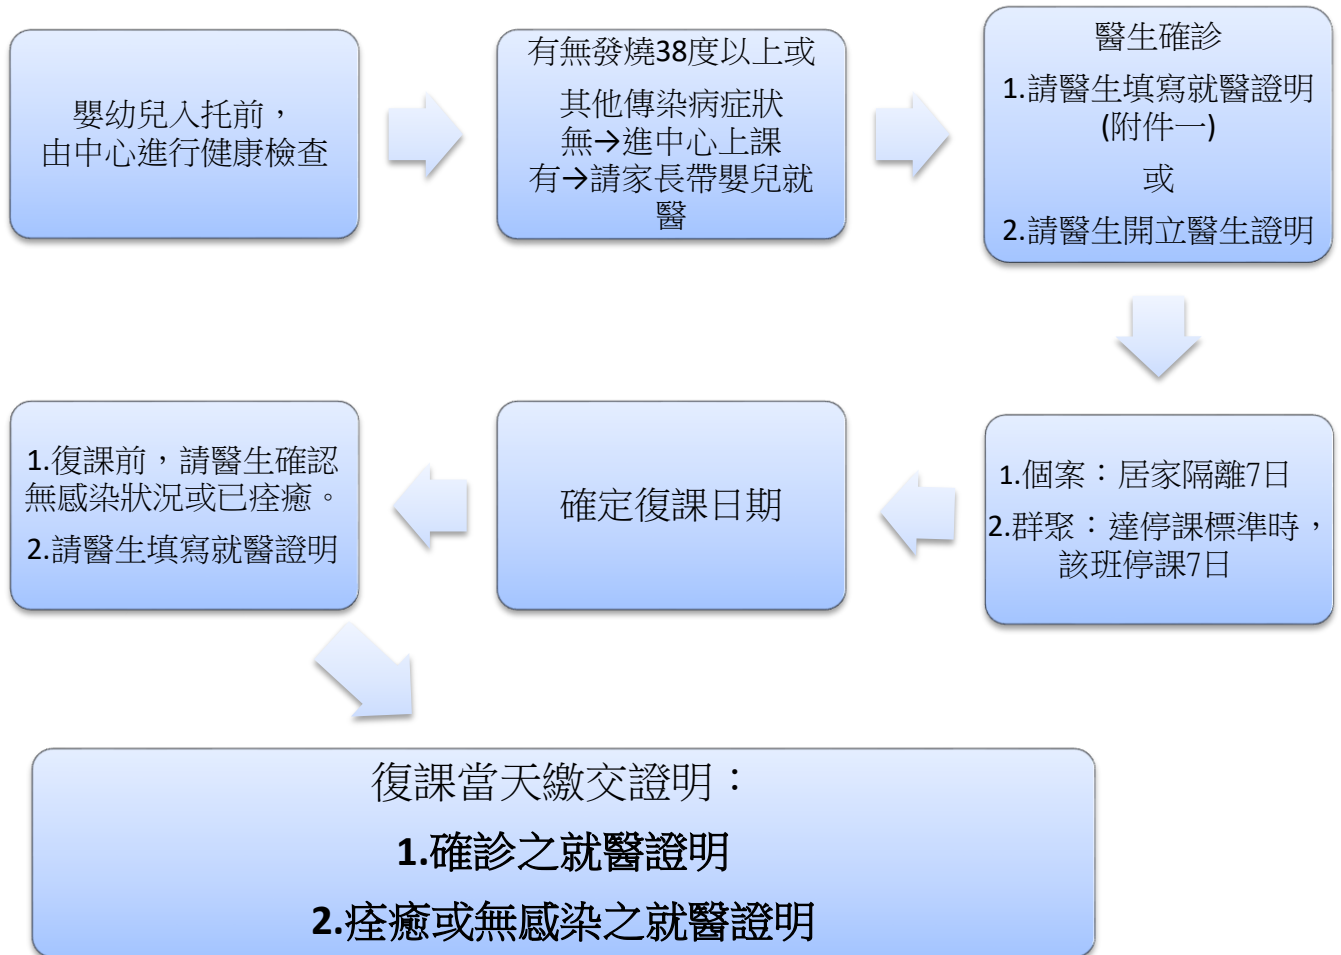 嬰幼兒入托前，
由中心進行健康檢查
有無發燒38度以上或
其他傳染病症狀
無→進中心上課
有→請家長帶嬰兒就
醫
醫生確診
1.請醫生填寫就醫證明
(附件一)
或
2.請醫生開立醫生證明
1.個案：居家隔離7日
2.群聚：達停課標準時，
該班停課7日
確定復課日期
1.復課前，請醫生確認
無感染狀況或已痊癒。
2.請醫生填寫就醫證明
復課當天繳交證明：
1.確診之就醫證明
2.痊癒或無感染之就醫證明